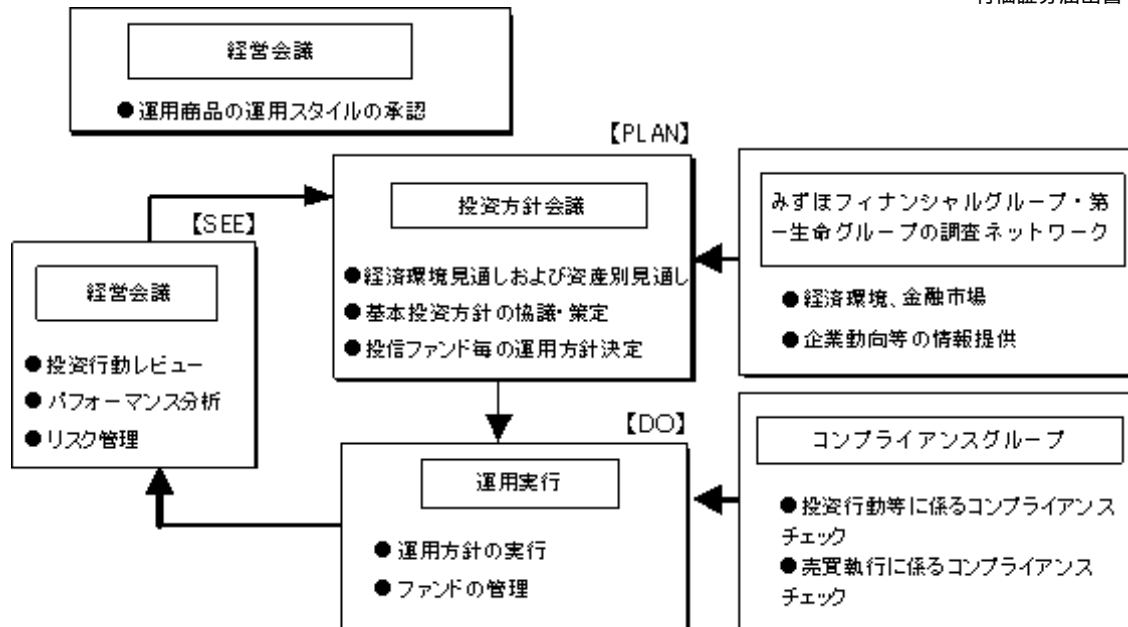 経営会議
●運用商品の運用スタイルの承認
【PLAN】
投資方針会議
●経済環境見通しおよび資産別見通し
●基本投資方針の協議・策定
●投信ファンド毎の運用方針決定
みずほフィナンシャルグループ・第
一生命グループの調査ネットワーク
●経済環境、金融市場
●企業動向等の情報提供
【SEE】
経営会議
●投資行動レビュー
●パフォーマンス分析
●リスク管理
【DO】
運用実行
●運用方針の実行
●ファンドの管理
コンプライアンスグループ
●投資行動等に係るコンプライアンス
チェック
●売買執行に係るコンプライアンス
チェック